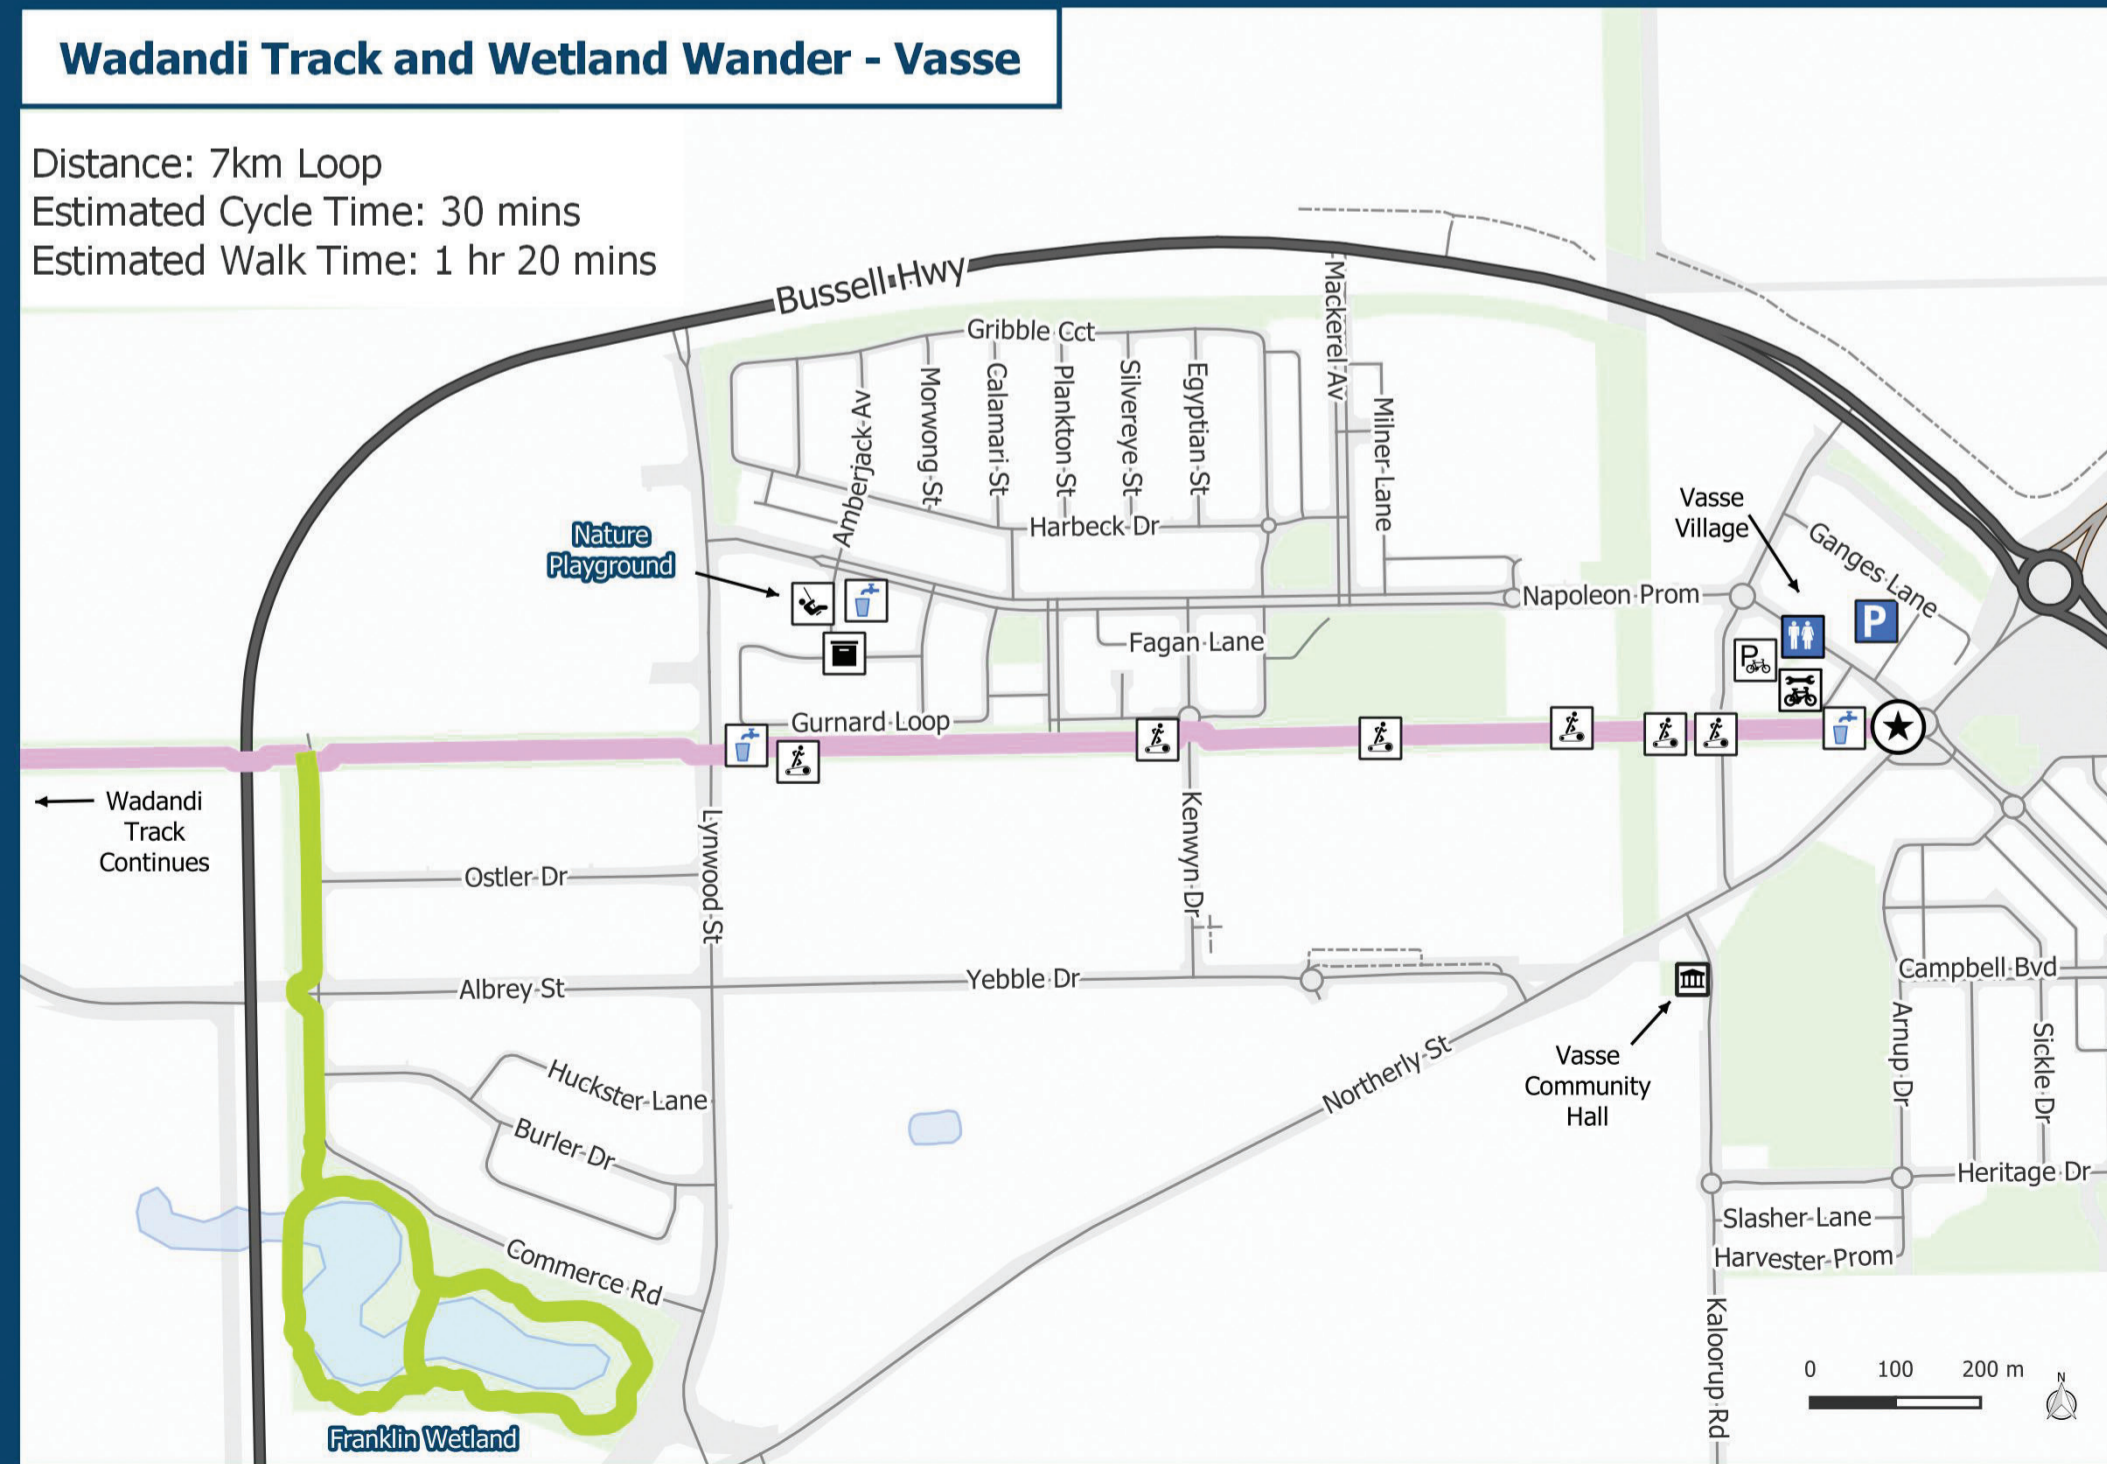 Wadandi Track and Wetland Wander - Vasse
Distance: 7km Loop
Estimated Cycle Time: 30 mins
Estimated Walk Time: 1 hr 20 mins
Bussell Hwy
Gribble Cct
Mackerel Av
Milner Lane
Amberjack Av
Morwong St
Calamari St
Plankton St
Silvereye St
Egyptian St
Harbeck Dr
Vasse
Village
Ganges Lane
Nature
Playground
Napoleon Prom
P
P
Fagan Lane
Gurnard Loop
Wadandi
Track
Continues
Ostler Dr
Lynwood St
Kenwyn Dr
Albrey St
Yebble Dr
Campbell Bvd
Northerly St
Vasse
Community
Hall
Arnup Dr
Sickle Dr
Huckster Lane
Burler Dr
Heritage Dr
Slasher Lane
Harvester Prom
Commerce Rd
Kaloorup Rd
0 100 200 m
N
Franklin Wetland